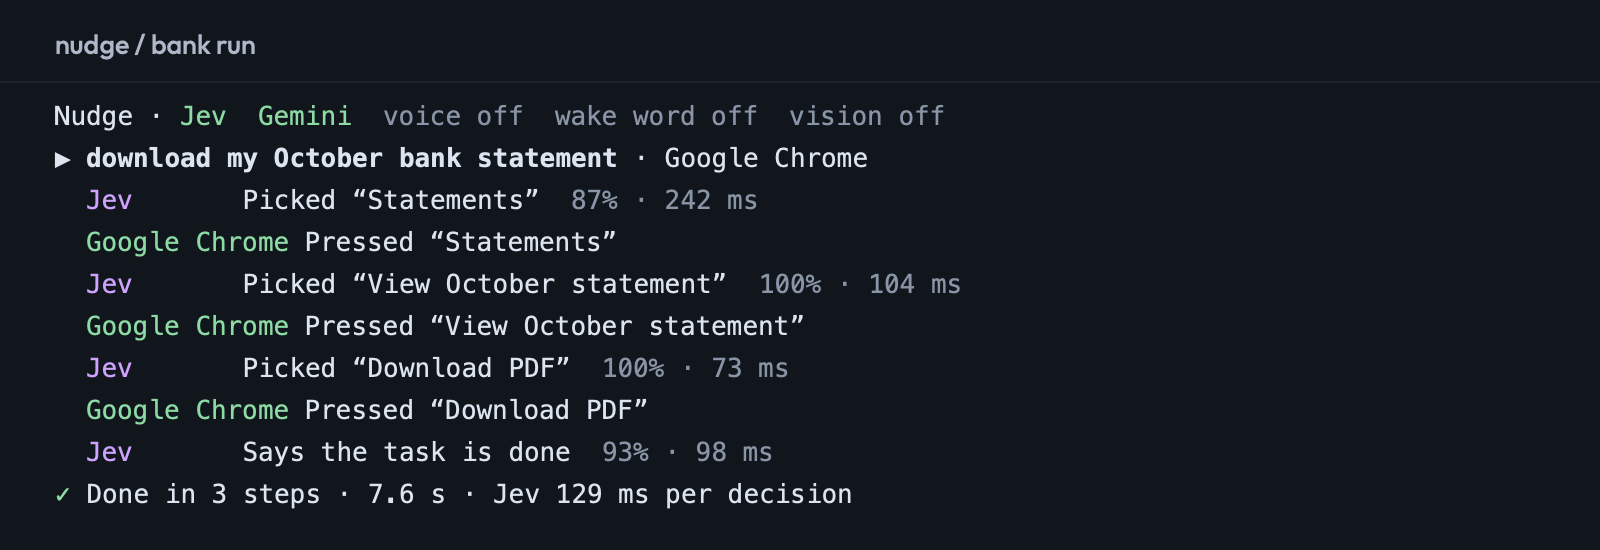 nudge / bank run
Nudge · Jev Gemini voice off wake word off vision off
▶ download my October bank statement · Google Chrome
Jev Picked “Statements” 87% · 242 ms
Google Chrome Pressed “Statements”
Jev Picked “View October statement” 100% · 104 ms
Google Chrome Pressed “View October statement”
Jev Picked “Download PDF” 100% · 73 ms
Google Chrome Pressed “Download PDF”
Jev Says the task is done 93% · 98 ms
✓ Done in 3 steps · 7.6 s · Jev 129 ms per decision